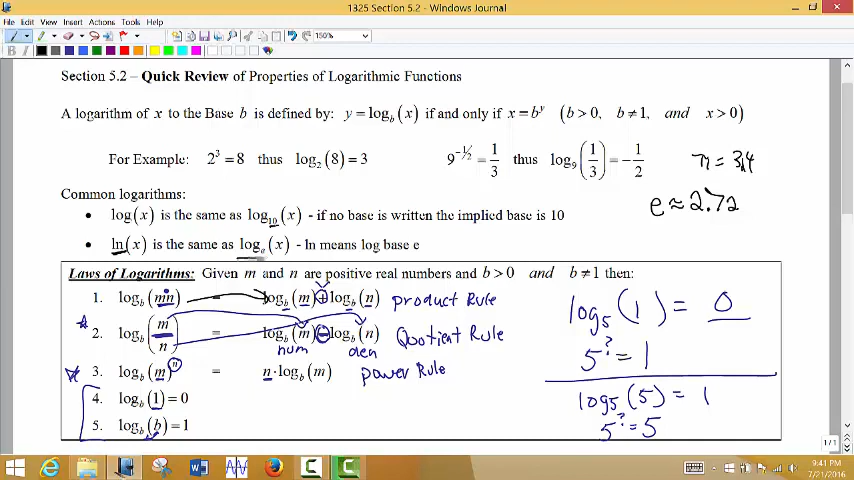 1325 Section 5.2 - Windows Journal
File Edit View Insert Actions Tools Help
150%
B I
Section 5.2 – Quick Review of Properties of Logarithmic Functions
A logarithm of x to the Base b is defined by: y = log_b(x) if and only if x = b^y (b > 0, b ≠ 1, and x > 0)
For Example: 2^3 = 8 thus log_2(8) = 3 9^(-1/2) = 1/3 thus log_9(1/3) = -1/2 π = 3.14
Common logarithms: e ≈ 2.72
• log(x) is the same as log_10(x) - if no base is written the implied base is 10
• ln(x) is the same as log_e(x) - ln means log base e
Laws of Logarithms: Given m and n are positive real numbers and b > 0 and b ≠ 1 then:
1. log_b(mn) = log_b(m) + log_b(n) product Rule
2. log_b(m/n) = log_b(m) - log_b(n) Quotient Rule
num den
3. log_b(m)^n = n·log_b(m) power Rule
4. log_b(1) = 0
5. log_b(b) = 1
log_5(1) = 0
5^? = 1
log_5(5) = 1
5^? = 5
1/1
9:41 PM
7/21/2016